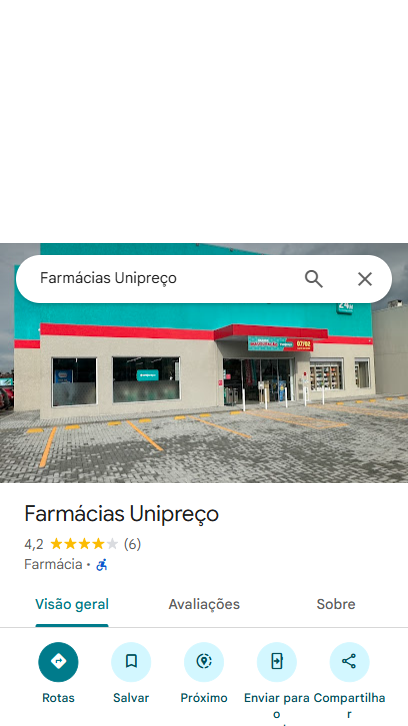 Farmácias Unipreço
24H
07/02
Farmácias Unipreço
4,2 (6)
Farmácia ·
Visão geral Avaliações Sobre
Rotas Salvar Próximo Enviar para o Compartilhar